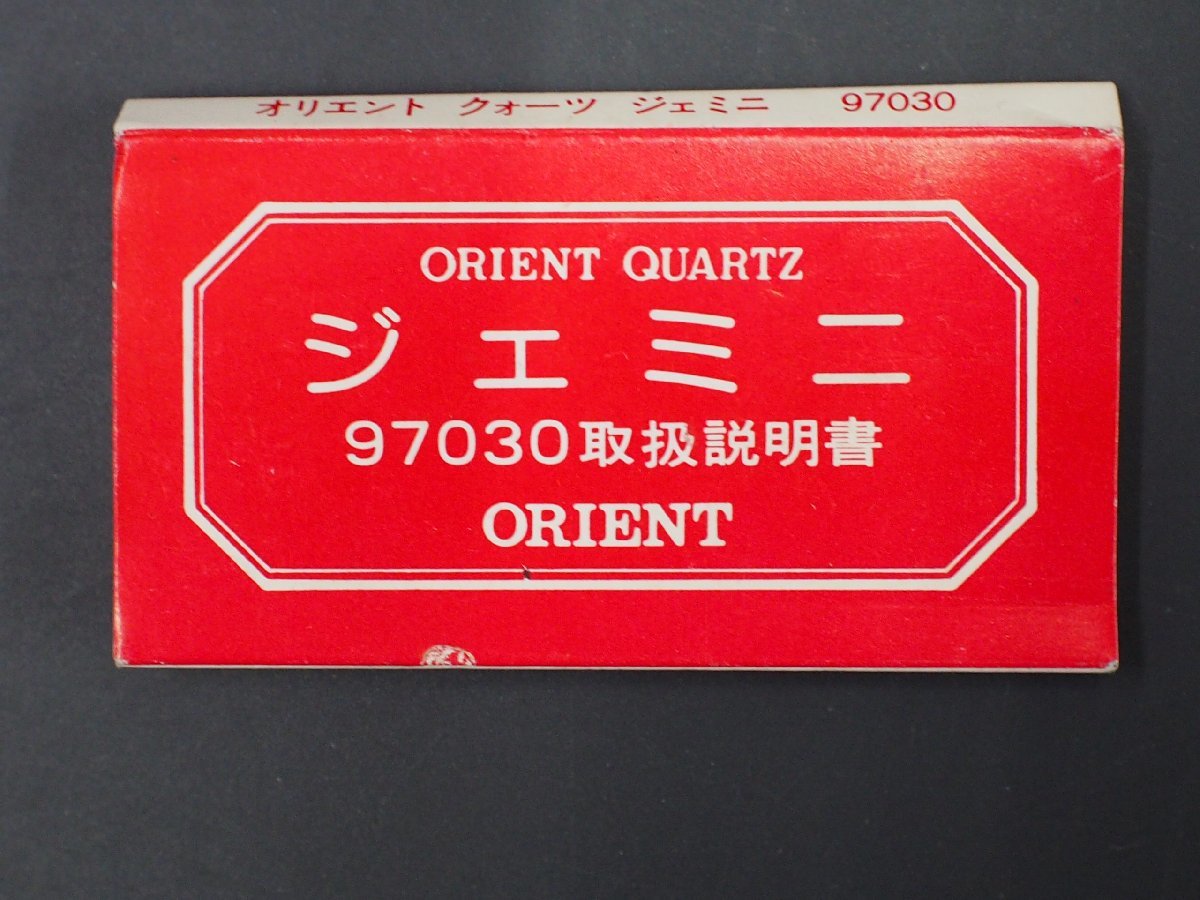 オリエント クォーツ ジェミニ 97030
ORIENT QUARTZ
ジェミニ
97030取扱説明書
ORIENT